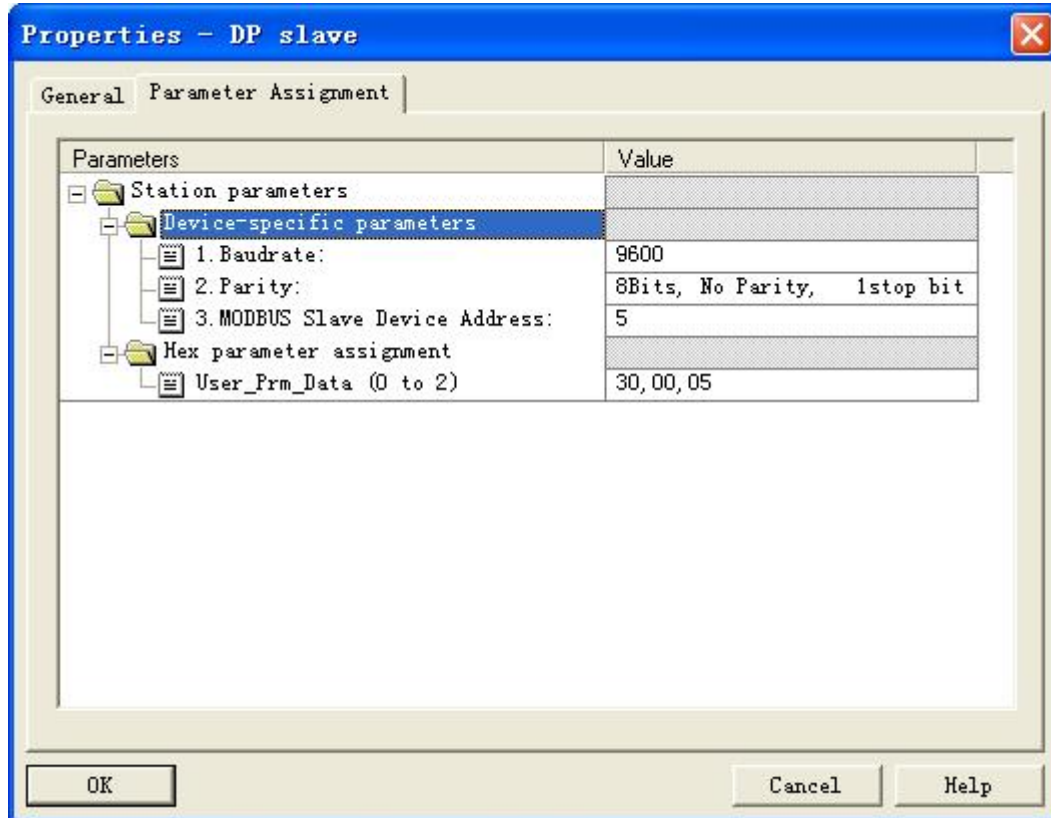 Properties - DP slave
General Parameter Assignment
Parameters Value
Station parameters
Device-specific parameters
1.Baudrate: 9600
2.Parity: 8Bits, No Parity, 1stop bit
3.MODBUS Slave Device Address: 5
Hex parameter assignment
User_Prm_Data (0 to 2) 30,00,05
OK Cancel Help